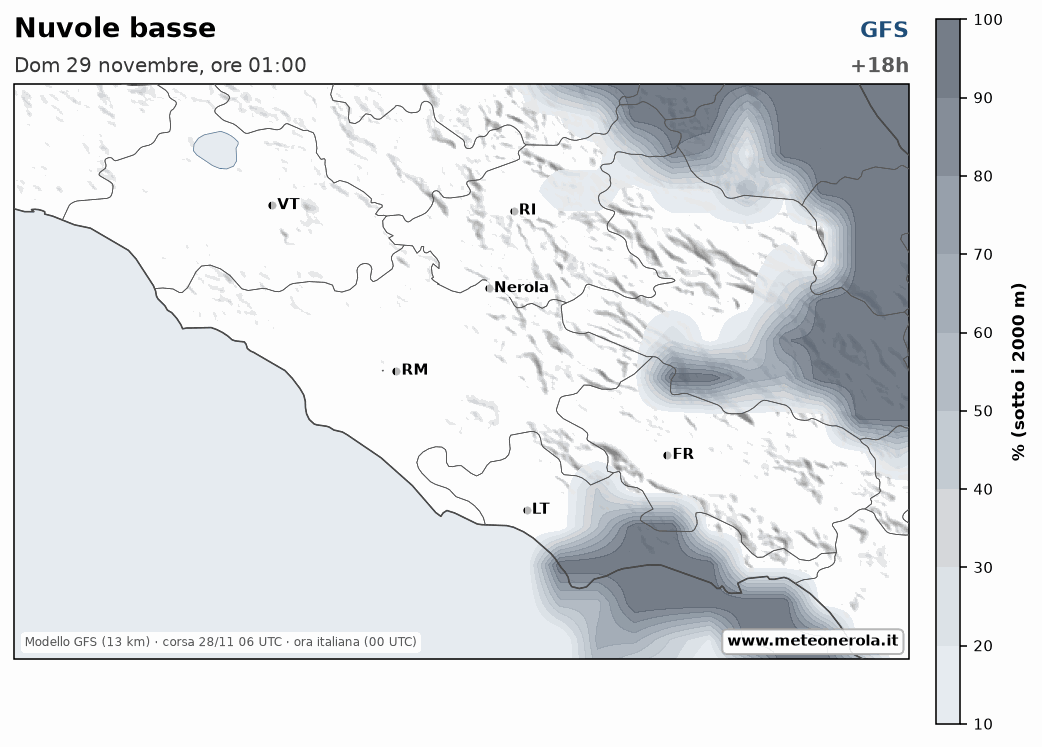 Nuvole basse
GFS
Dom 29 novembre, ore 01:00
+18h
VT
RI
Nerola
RM
FR
LT
Modello GFS (13 km) · corsa 28/11 06 UTC · ora italiana (00 UTC)
www.meteonerola.it
100
90
80
70
60
50
40
30
20
10
% (sotto i 2000 m)